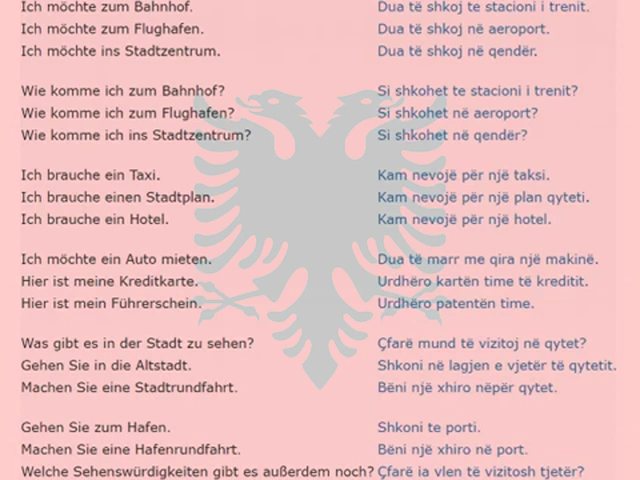 Ich möchte zum Bahnhof. Dua të shkoj te stacioni i trenit.
Ich möchte zum Flughafen. Dua të shkoj në aeroport.
Ich möchte ins Stadtzentrum. Dua të shkoj në qendër.
Wie komme ich zum Bahnhof? Si shkohet te stacioni i trenit?
Wie komme ich zum Flughafen? Si shkohet në aeroport?
Wie komme ich ins Stadtzentrum? Si shkohet në qendër?
Ich brauche ein Taxi. Kam nevojë për një taksi.
Ich brauche einen Stadtplan. Kam nevojë për një plan qyteti.
Ich brauche ein Hotel. Kam nevojë për një hotel.
Ich möchte ein Auto mieten. Dua të marr me qira një makinë.
Hier ist meine Kreditkarte. Urdhëro kartën time të kreditit.
Hier ist mein Führerschein. Urdhëro patentën time.
Was gibt es in der Stadt zu sehen? Çfarë mund të vizitoj në qytet?
Gehen Sie in die Altstadt. Shkoni në lagjen e vjetër të qytetit.
Machen Sie eine Stadtrundfahrt. Bëni një xhiro nëpër qytet.
Gehen Sie zum Hafen. Shkoni te porti.
Machen Sie eine Hafenrundfahrt. Bëni një xhiro në port.
Welche Sehenswürdigkeiten gibt es außerdem noch? Çfarë ia vlen të vizitosh tjetër?